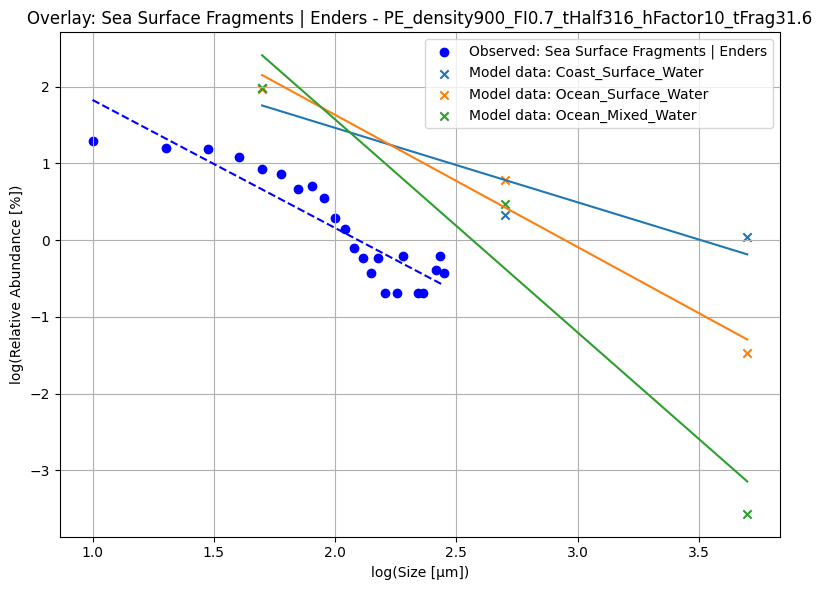 Overlay: Sea Surface Fragments | Enders - PE_density900_FI0.7_tHalf316_hFactor10_tFrag31.6
Observed: Sea Surface Fragments | Enders
Model data: Coast_Surface_Water
Model data: Ocean_Surface_Water
Model data: Ocean_Mixed_Water
log(Relative Abundance [%])
2
1
0
−1
−2
−3
1.0
1.5
2.0
2.5
3.0
3.5
log(Size [µm])